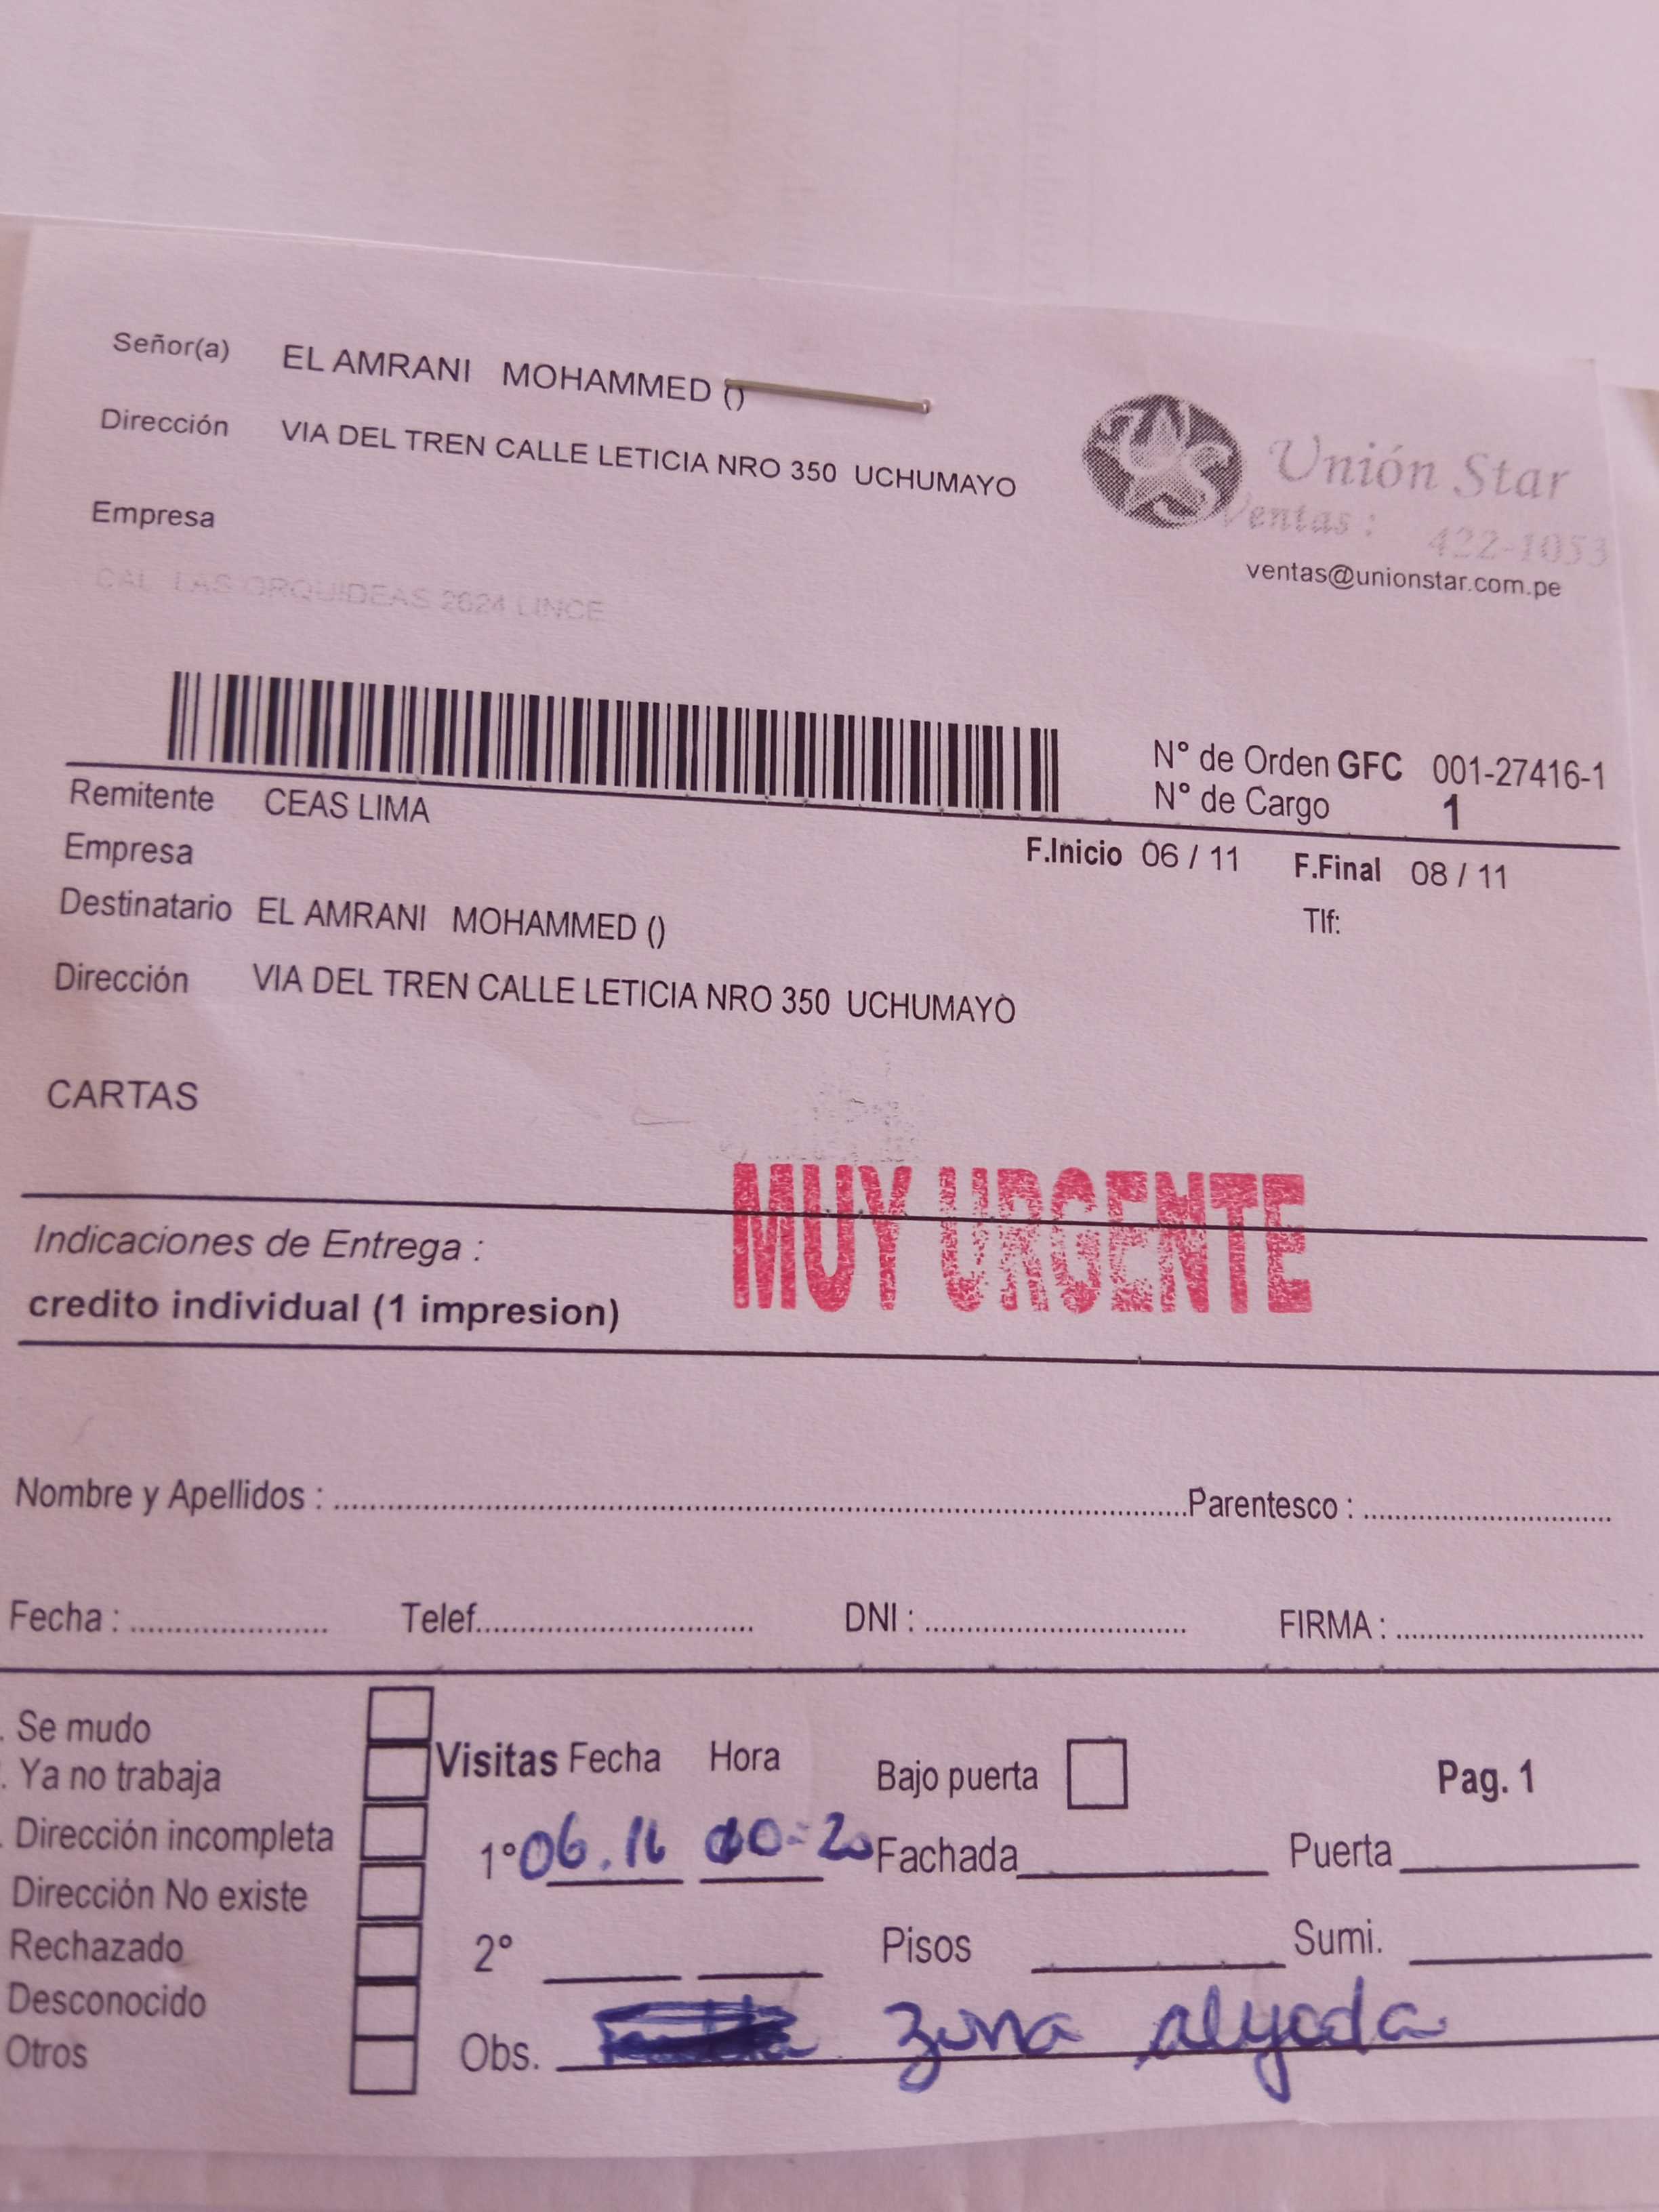 Señor(a) EL AMRANI MOHAMMED ()
Dirección VIA DEL TREN CALLE LETICIA NRO 350 UCHUMAYO
Unión Star
Ventas : 422-1053
ventas@unionstar.com.pe
Empresa
CAL LAS ORQUIDEAS 2624 LINCE
N° de Orden GFC 001-27416-1
N° de Cargo 1
Remitente CEAS LIMA
Empresa
F.Inicio 06 / 11 F.Final 08 / 11
Destinatario EL AMRANI MOHAMMED ()
Tlf:
Dirección VIA DEL TREN CALLE LETICIA NRO 350 UCHUMAYO
CARTAS
MUY URGENTE
Indicaciones de Entrega :
credito individual (1 impresion)
Nombre y Apellidos : Parentesco :
Fecha : Telef. DNI : FIRMA :
. Se mudo
. Ya no trabaja
. Dirección incompleta
Dirección No existe
Rechazado
Desconocido
Otros
Visitas Fecha Hora Bajo puerta Pag. 1
1° 06.11 Fachada Puerta
2° Pisos Sumi.
Obs. zona